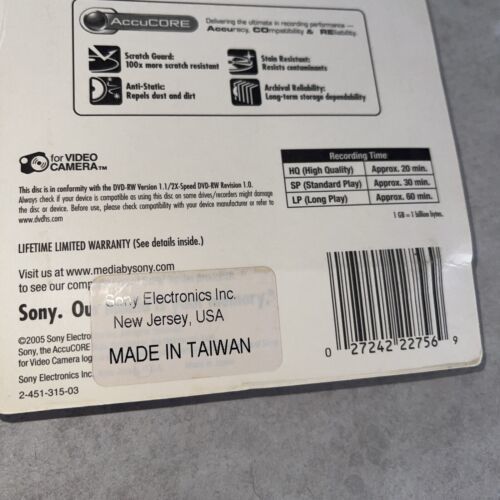 AccuCORE
Delivering the ultimate in recording performance –
Accuracy, COmpatibility & REliability.
Scratch Guard:
100x more scratch resistant
Stain Resistant:
Resists contaminants
Anti-Static:
Repels dust and dirt
Archival Reliability:
Long-term storage dependability
for VIDEO
CAMERA™
This disc is in conformity with the DVD-RW Version 1.1/2X-Speed DVD-RW Revision 1.0.
Always check if your device is compatible as using this disc on some drives/recorders might damage
the disc or device. Before use, please check compatibility with your device manufacturer or refer to
www.dvdhs.com
Recording Time
HQ (High Quality) Approx. 20 min.
SP (Standard Play) Approx. 30 min.
LP (Long Play) Approx. 60 min.
1 GB = 1 billion bytes.
LIFETIME LIMITED WARRANTY (See details inside.)
Visit us at www.mediabysony.com
to see our
Sony.
©2005 Sony
Sony, the AccuCORE
for Video Camera
Sony Electronics Inc.
2-451-315-03
Sony Electronics Inc.
New Jersey, USA
MADE IN TAIWAN
0 27242 22756 9